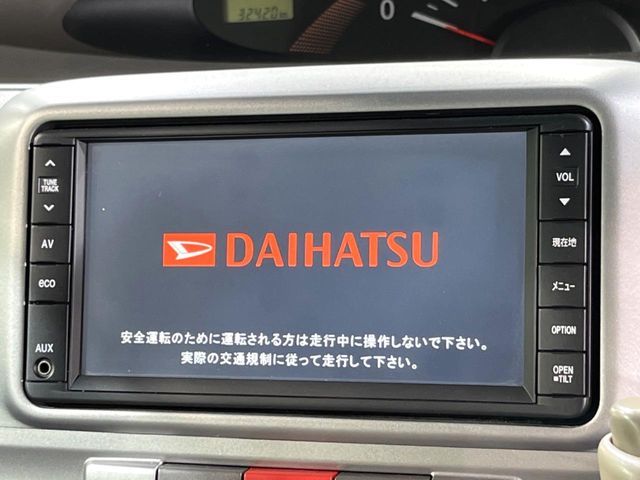 32420 km
0
TUNE
TRACK
AV
eco
AUX
DAIHATSU
安全運転のために運転される方は走行中に操作しないで下さい。
実際の交通規制に従って走行して下さい。
VOL
現在地
メニュー
OPTION
OPEN
TILT